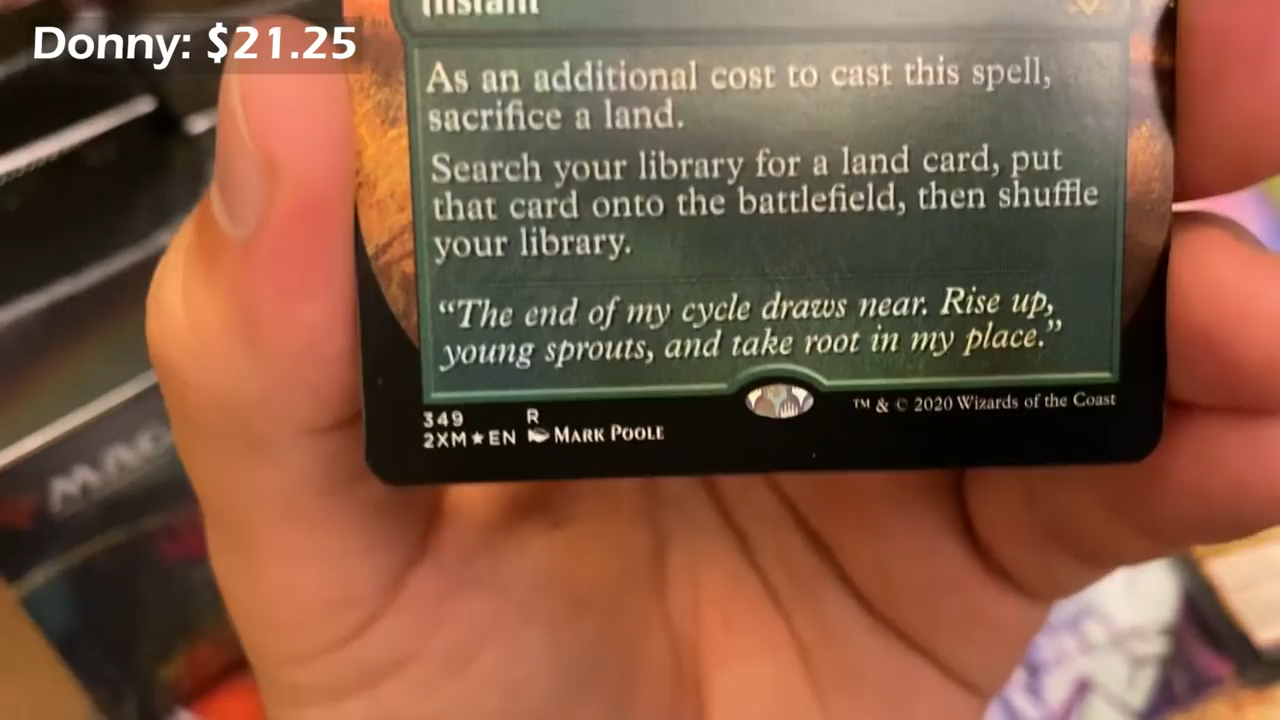 Donny: $21.25
Instant
As an additional cost to cast this spell,
sacrifice a land.
Search your library for a land card, put
that card onto the battlefield, then shuffle
your library.
“The end of my cycle draws near. Rise up,
young sprouts, and take root in my place.”
349 R
2XM★EN MARK POOLE
™ & © 2020 Wizards of the Coast
MAG